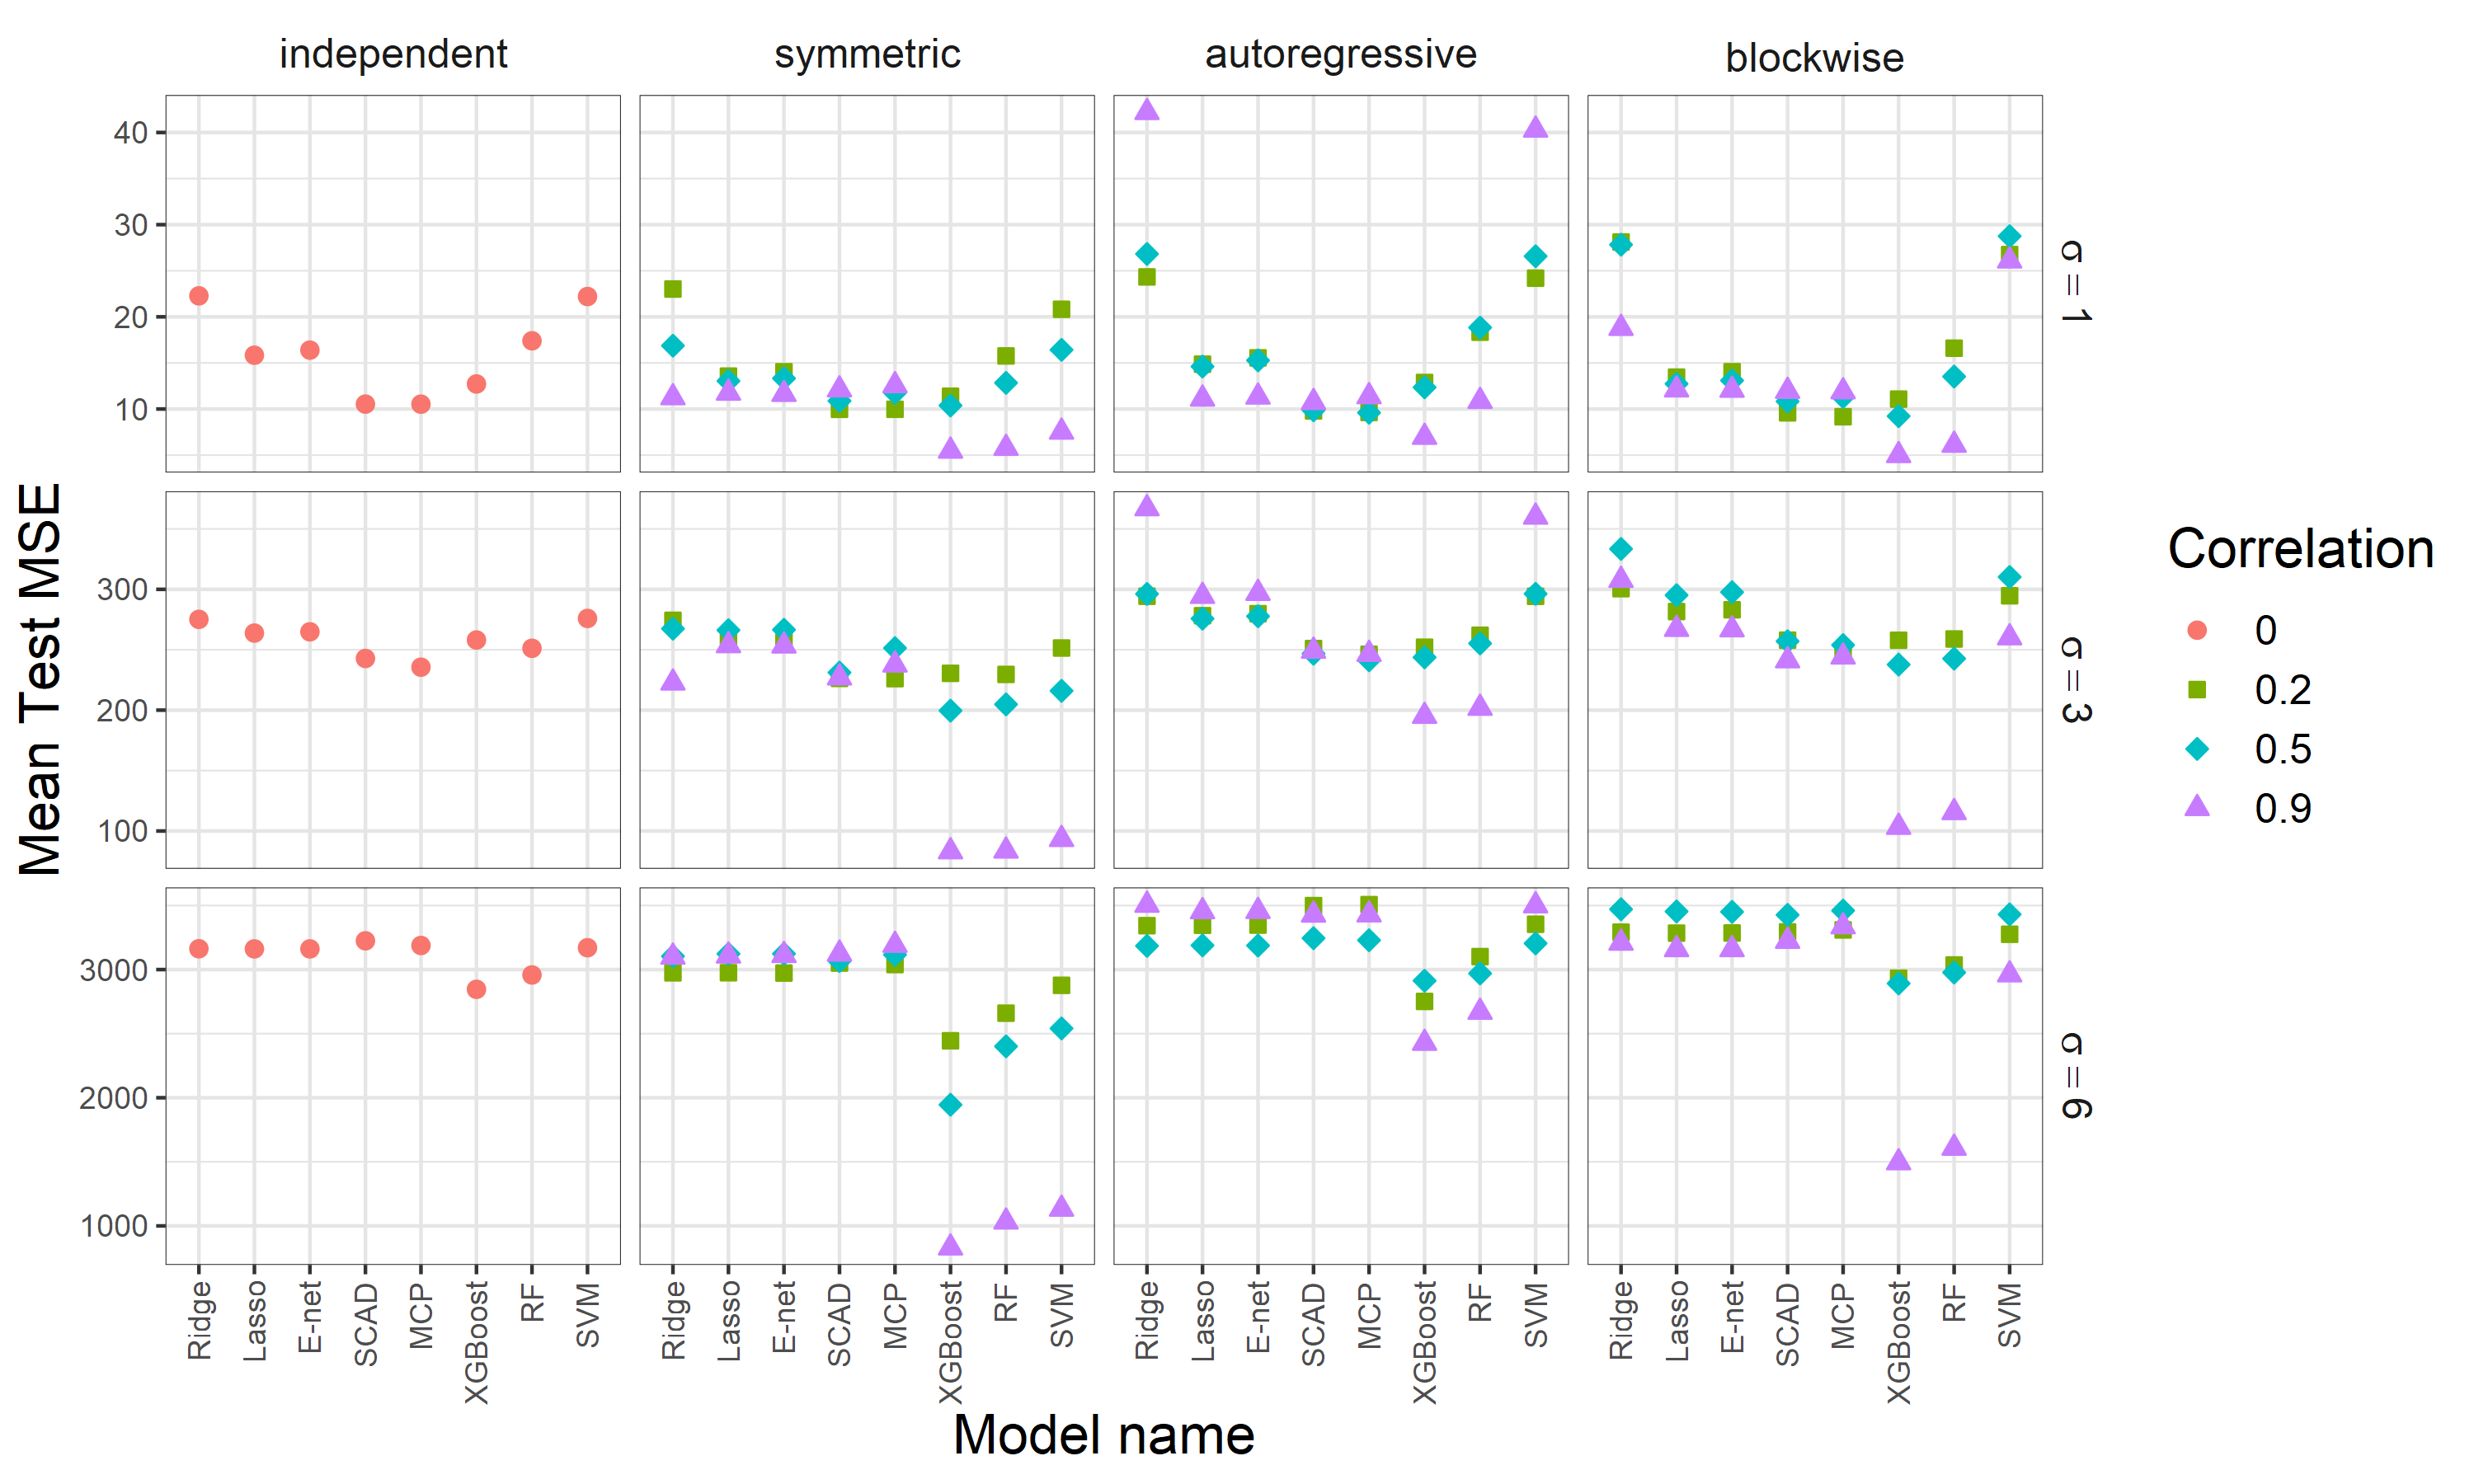 independent
symmetric
autoregressive
blockwise
40
30
20
10
σ = 1
300
200
100
σ = 3
3000
2000
1000
σ = 6
Mean Test MSE
Ridge
Lasso
E-net
SCAD
MCP
XGBoost
RF
SVM
Ridge
Lasso
E-net
SCAD
MCP
XGBoost
RF
SVM
Ridge
Lasso
E-net
SCAD
MCP
XGBoost
RF
SVM
Ridge
Lasso
E-net
SCAD
MCP
XGBoost
RF
SVM
Model name
Correlation
0
0.2
0.5
0.9